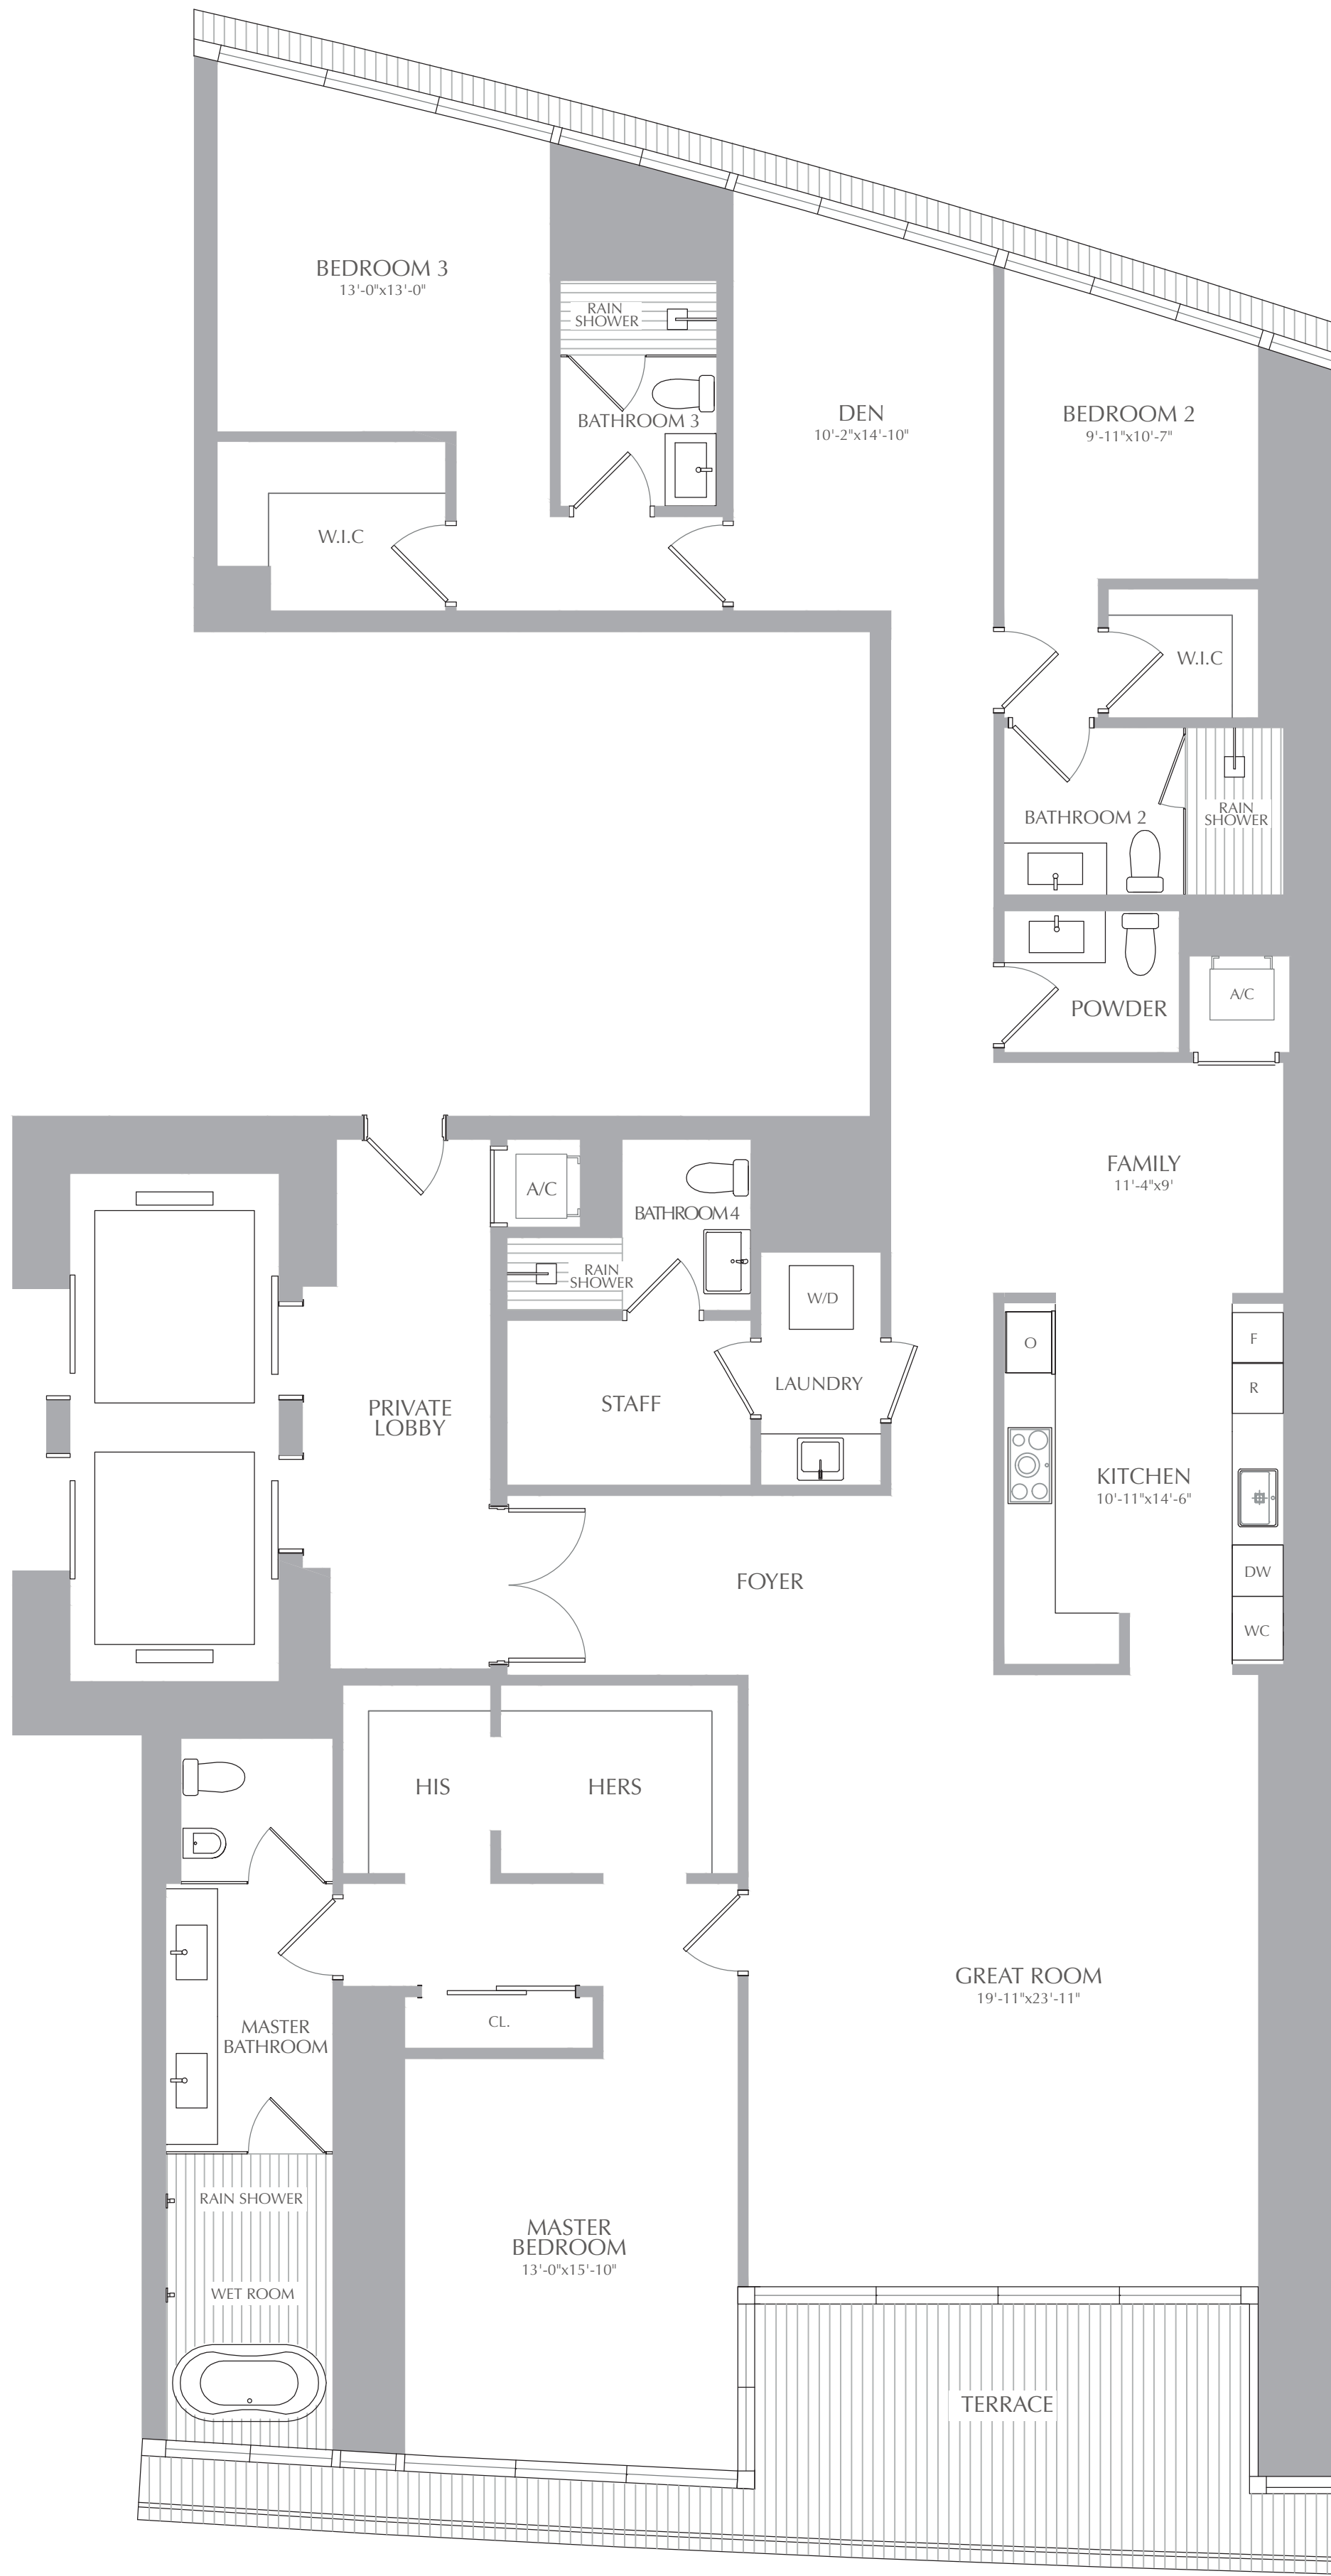 BEDROOM 3
13'-0"x13'-0"
RAIN
SHOWER
BATHROOM 3
DEN
10'-2"x14'-10"
BEDROOM 2
9'-11"x10'-7"
W.I.C
W.I.C
BATHROOM 2
RAIN
SHOWER
POWDER
A/C
FAMILY
11'-4"x9'
A/C
BATHROOM 4
RAIN
SHOWER
W/D
LAUNDRY
STAFF
PRIVATE
LOBBY
O
F
R
KITCHEN
10'-11"x14'-6"
DW
WC
FOYER
HIS
HERS
GREAT ROOM
19'-11"x23'-11"
CL.
MASTER
BATHROOM
RAIN SHOWER
WET ROOM
MASTER
BEDROOM
13'-0"x15'-10"
TERRACE